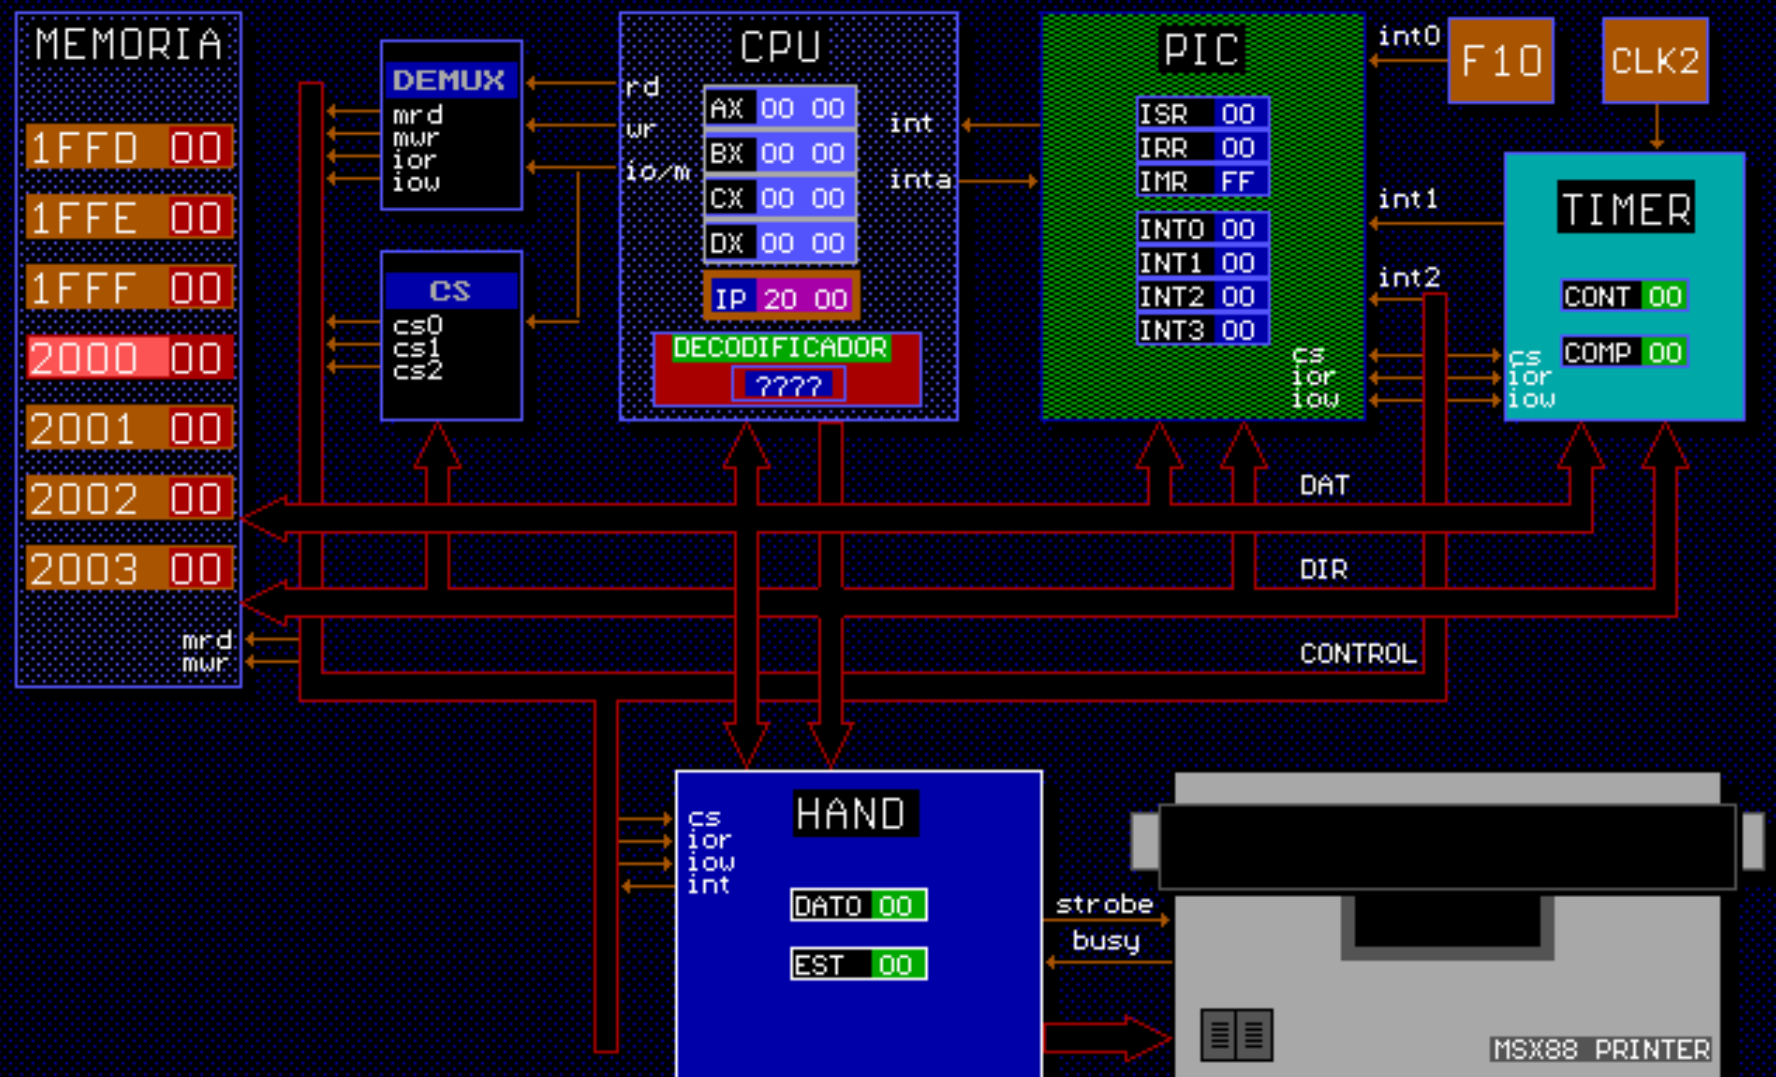 MEMORIA
1FFD 00
1FFE 00
1FFF 00
2000 00
2001 00
2002 00
2003 00
mrd
mwr
DEMUX
mrd
mwr
ior
iow
CS
cs0
cs1
cs2
CPU
rd
wr
io/m
AX 00 00
BX 00 00
CX 00 00
DX 00 00
IP 20 00
DECODIFICADOR
????
int
inta
PIC
ISR 00
IRR 00
IMR FF
INT0 00
INT1 00
INT2 00
INT3 00
cs
ior
iow
int0
F10
CLK2
int1
int2
TIMER
CONT 00
COMP 00
cs
ior
iow
DAT
DIR
CONTROL
HAND
cs
ior
iow
int
DATO 00
EST 00
strobe
busy
MSX88 PRINTER